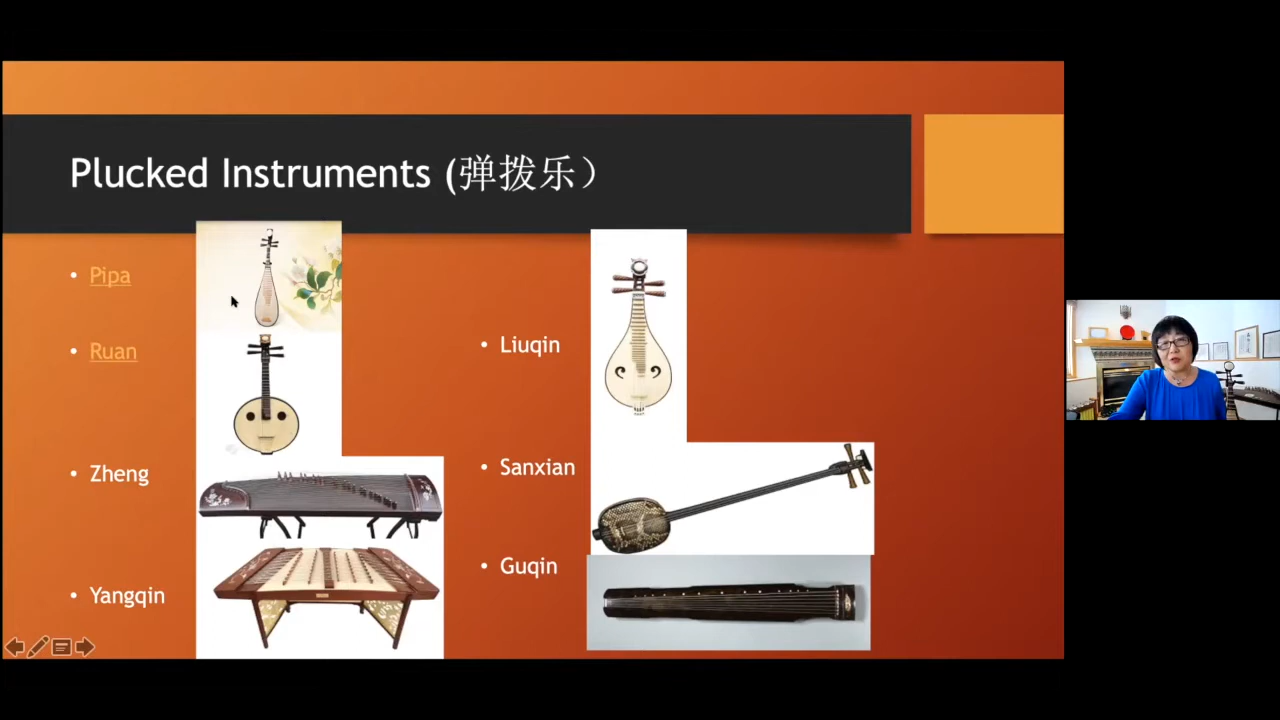 Plucked Instruments (弹拨乐）
• Pipa
• Ruan
• Zheng
• Yangqin
• Liuqin
• Sanxian
• Guqin